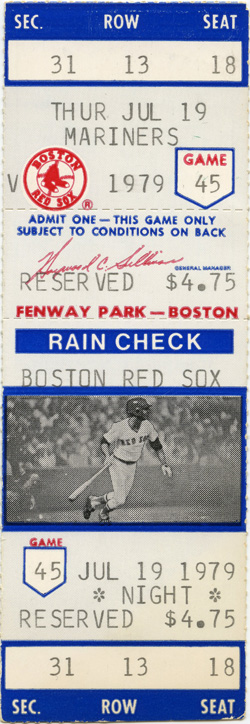 SEC. ROW SEAT
31 13 18
THUR JUL 19
MARINERS
V BOSTON RED SOX ® 1979 GAME 45
ADMIT ONE — THIS GAME ONLY
SUBJECT TO CONDITIONS ON BACK
Haywood C. Sullivan
GENERAL MANAGER
RESERVED $4.75
FENWAY PARK — BOSTON
RAIN CHECK
BOSTON RED SOX
RED SOX
GAME
45 JUL 19 1979
* NIGHT *
RESERVED $4.75
31 13 18
SEC. ROW SEAT